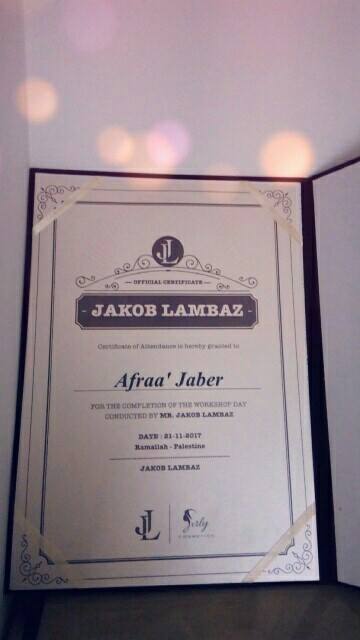 JL
— OFFICIAL CERTIFICATE —
- JAKOB LAMBAZ -
Certificate of Attendance is hereby granted to
Afraa' Jaber
FOR THE COMPLETION OF THE WORKSHOP DAY
CONDUCTED BY MR. JAKOB LAMBAZ
DATE : 21-11-2017
Ramallah - Palestine
JAKOB LAMBAZ
JL
COSMETICS